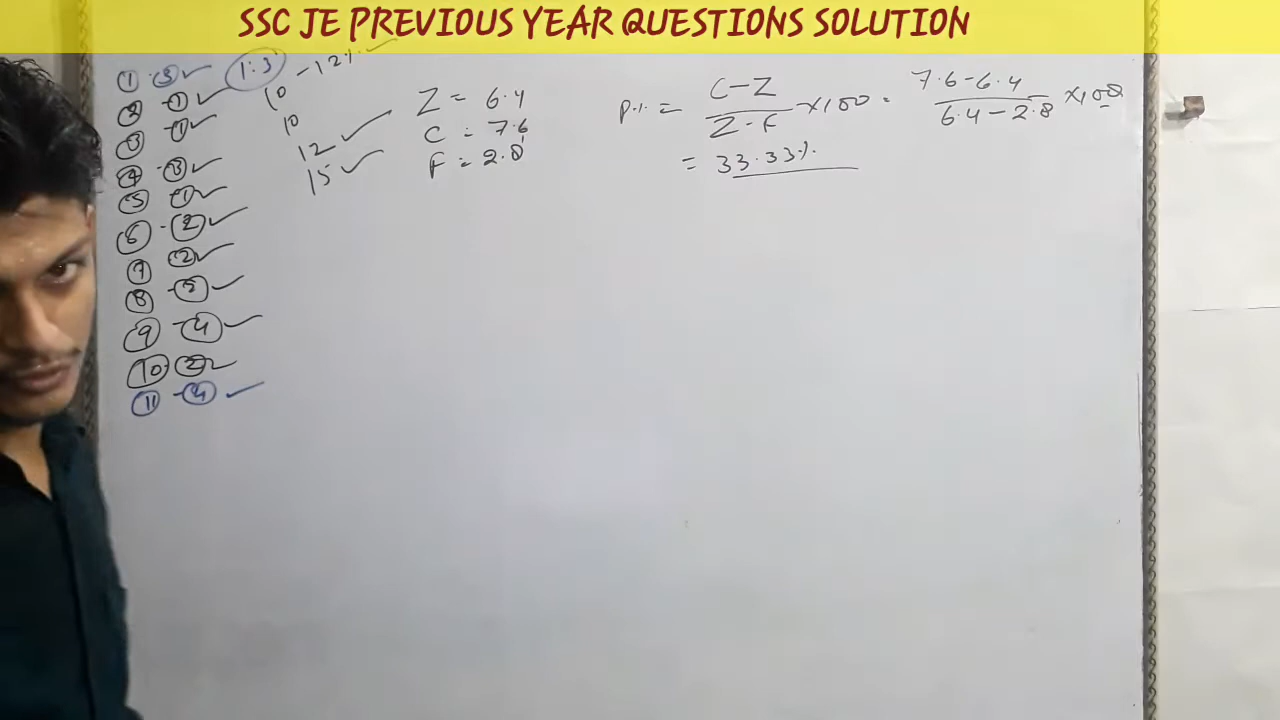 SSC JE PREVIOUS YEAR QUESTIONS SOLUTION
① · ③ ✓
② - ① ✓
③ - ① ✓
④ - ③ ✓
⑤ - ① ✓
⑥ - ② ✓
⑦ - ② ✓
⑧ - ② ✓
⑨ - ④ ✓
⑩ - ② ✓
⑪ - ④ ✓
1:3
10 - 12% ✓
10
12 ✓
15 ✓
Z = 6.4
C = 7.6
F = 2.8
P.% = C-Z / Z-F ×100 = 7.6-6.4 / 6.4-2.8 ×100
= 33.33%